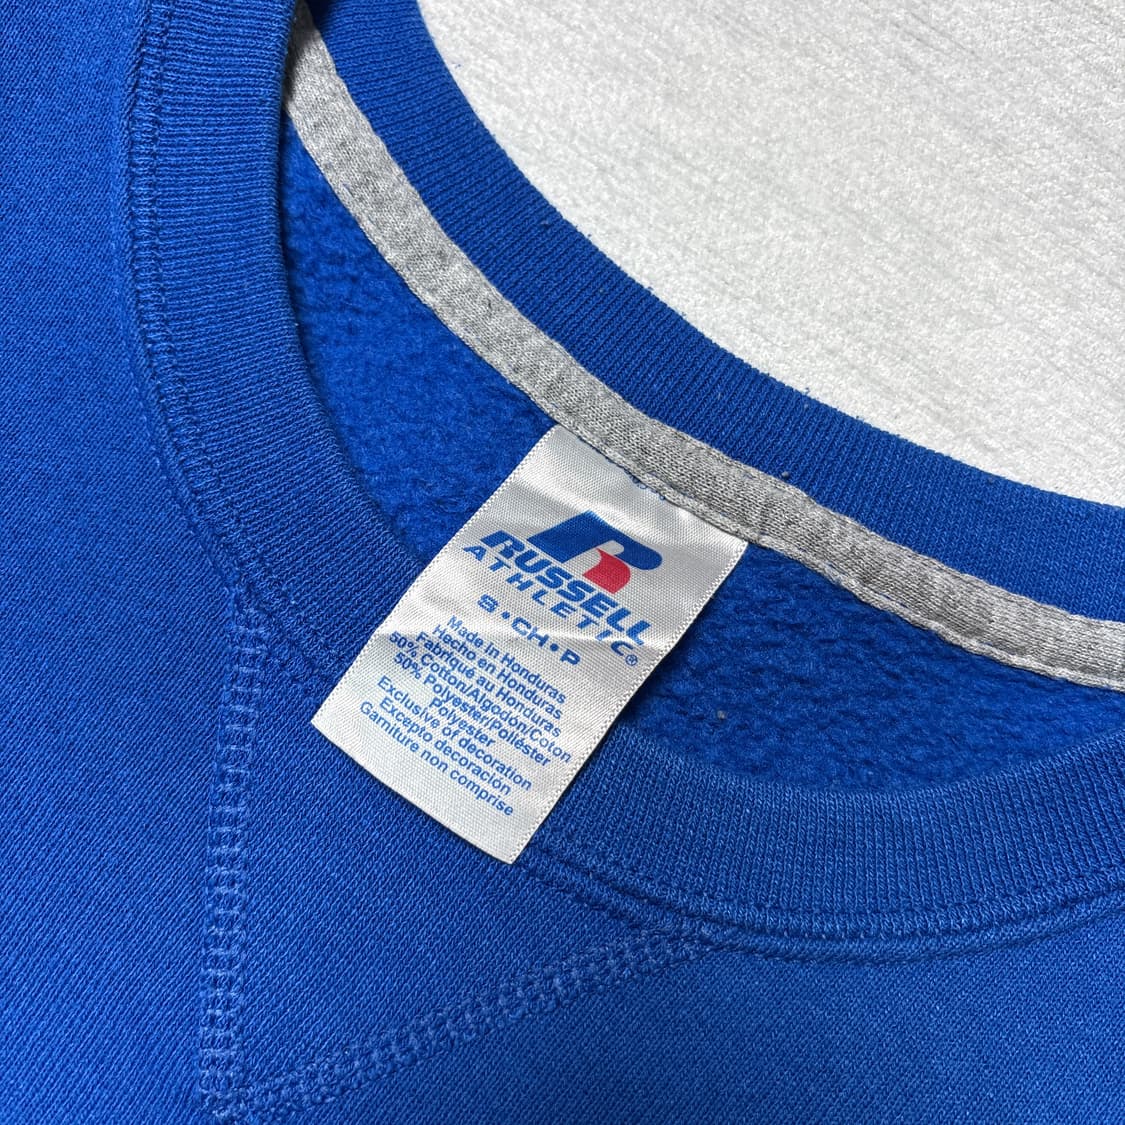 R
RUSSELL
ATHLETIC®
S•CH•P
Made in Honduras
Hecho en Honduras
Fabriqué au Honduras
50% Cotton/Algodón/Coton
50% Polyester/Poliéster
Polyester
Exclusive of decoration
Excepto decoración
Garniture non comprise